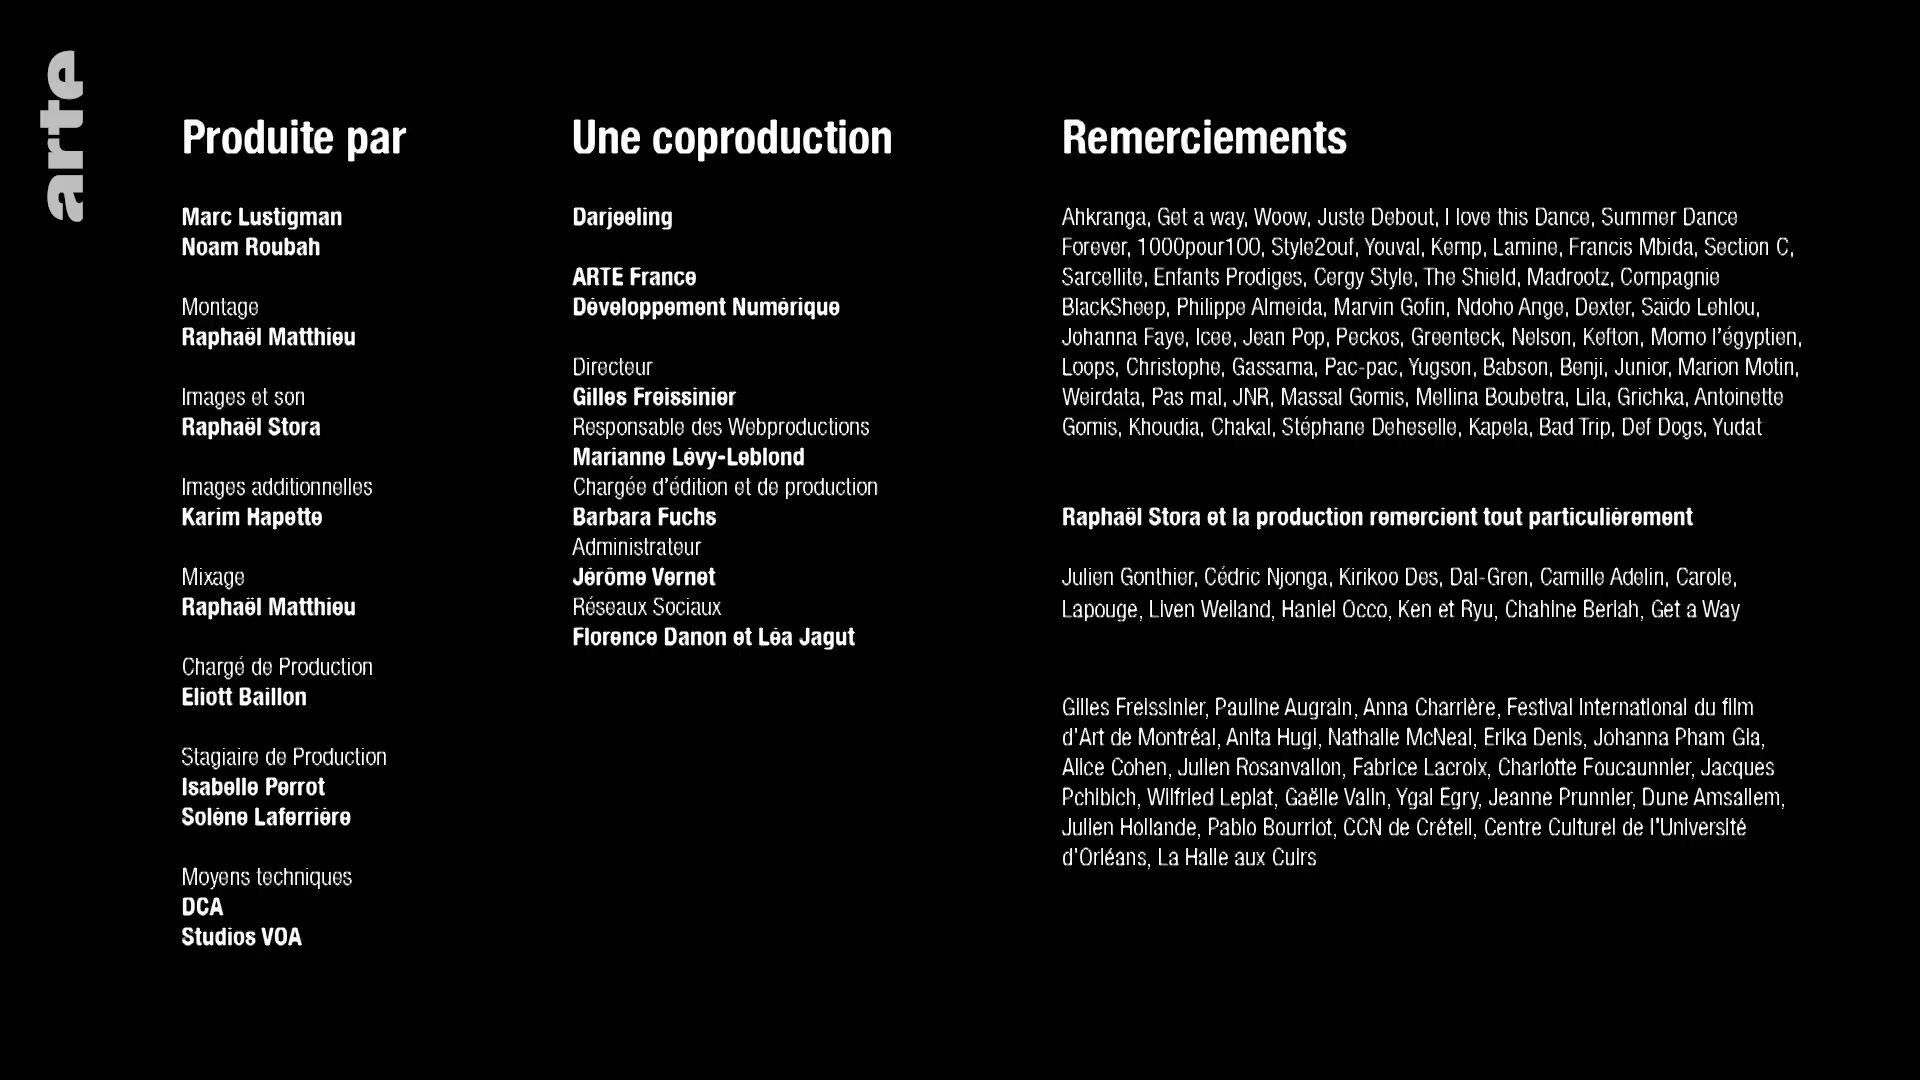 arte
Produite par
Marc Lustigman
Noam Roubah
Montage
Raphaël Matthieu
Images et son
Raphaël Stora
Images additionnelles
Karim Hapette
Mixage
Raphaël Matthieu
Chargé de Production
Eliott Baillon
Stagiaire de Production
Isabelle Perrot
Solène Laferrière
Moyens techniques
DCA
Studios VOA
Une coproduction
Darjeeling
ARTE France
Développement Numérique
Directeur
Gilles Freissinier
Responsable des Webproductions
Marianne Lévy-Leblond
Chargée d'édition et de production
Barbara Fuchs
Administrateur
Jérôme Vernet
Réseaux Sociaux
Florence Danon et Léa Jagut
Remerciements
Ahkranga, Get a way, Woow, Juste Debout, I love this Dance, Summer Dance
Forever, 1000pour100, Style2ouf, Youval, Kemp, Lamine, Francis Mbida, Section C,
Sarcellite, Enfants Prodiges, Cergy Style, The Shield, Madrootz, Compagnie
BlackSheep, Philippe Almeida, Marvin Gofin, Ndoho Ange, Dexter, Saïdo Lehlou,
Johanna Faye, Icee, Jean Pop, Peckos, Greenteck, Nelson, Kefton, Momo l'égyptien,
Loops, Christophe, Gassama, Pac-pac, Yugson, Babson, Benji, Junior, Marion Motin,
Weirdata, Pas mal, JNR, Massal Gomis, Mellina Boubetra, Lila, Grichka, Antoinette
Gomis, Khoudia, Chakal, Stéphane Deheselle, Kapela, Bad Trip, Def Dogs, Yudat
Raphaël Stora et la production remercient tout particulièrement
Julien Gonthier, Cédric Njonga, Kirikoo Des, Dal-Gren, Camille Adelin, Carole,
Lapouge, Liven Weiland, Haniel Occo, Ken et Ryu, Chahine Beriah, Get a Way
Gilles Freissinier, Pauline Augrain, Anna Charrière, Festival International du film
d'Art de Montréal, Anita Hugi, Nathalie McNeal, Erika Denis, Johanna Pham Gia,
Alice Cohen, Julien Rosanvallon, Fabrice Lacroix, Charlotte Foucaunnier, Jacques
Pchibich, Wilfried Leplat, Gaëlle Valin, Ygal Egry, Jeanne Prunnier, Dune Amsallem,
Julien Hollande, Pablo Bourriot, CCN de Créteil, Centre Culturel de l'Université
d'Orléans, La Halle aux Cuirs